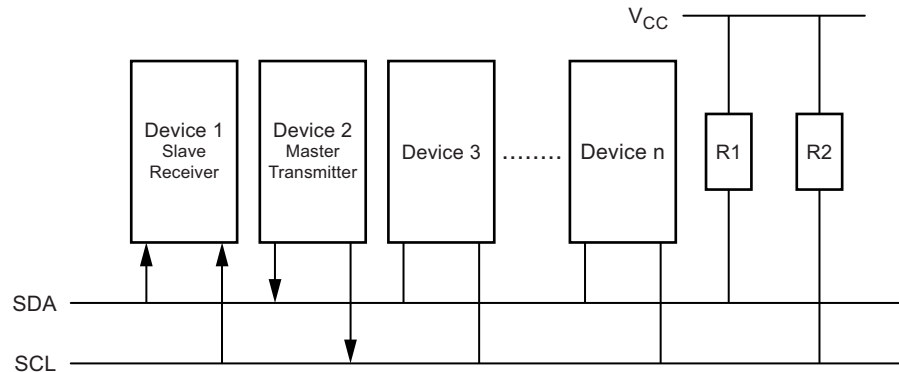 VCC
Device 1
Slave
Receiver
Device 2
Master
Transmitter
Device 3
........
Device n
R1
R2
SDA
SCL